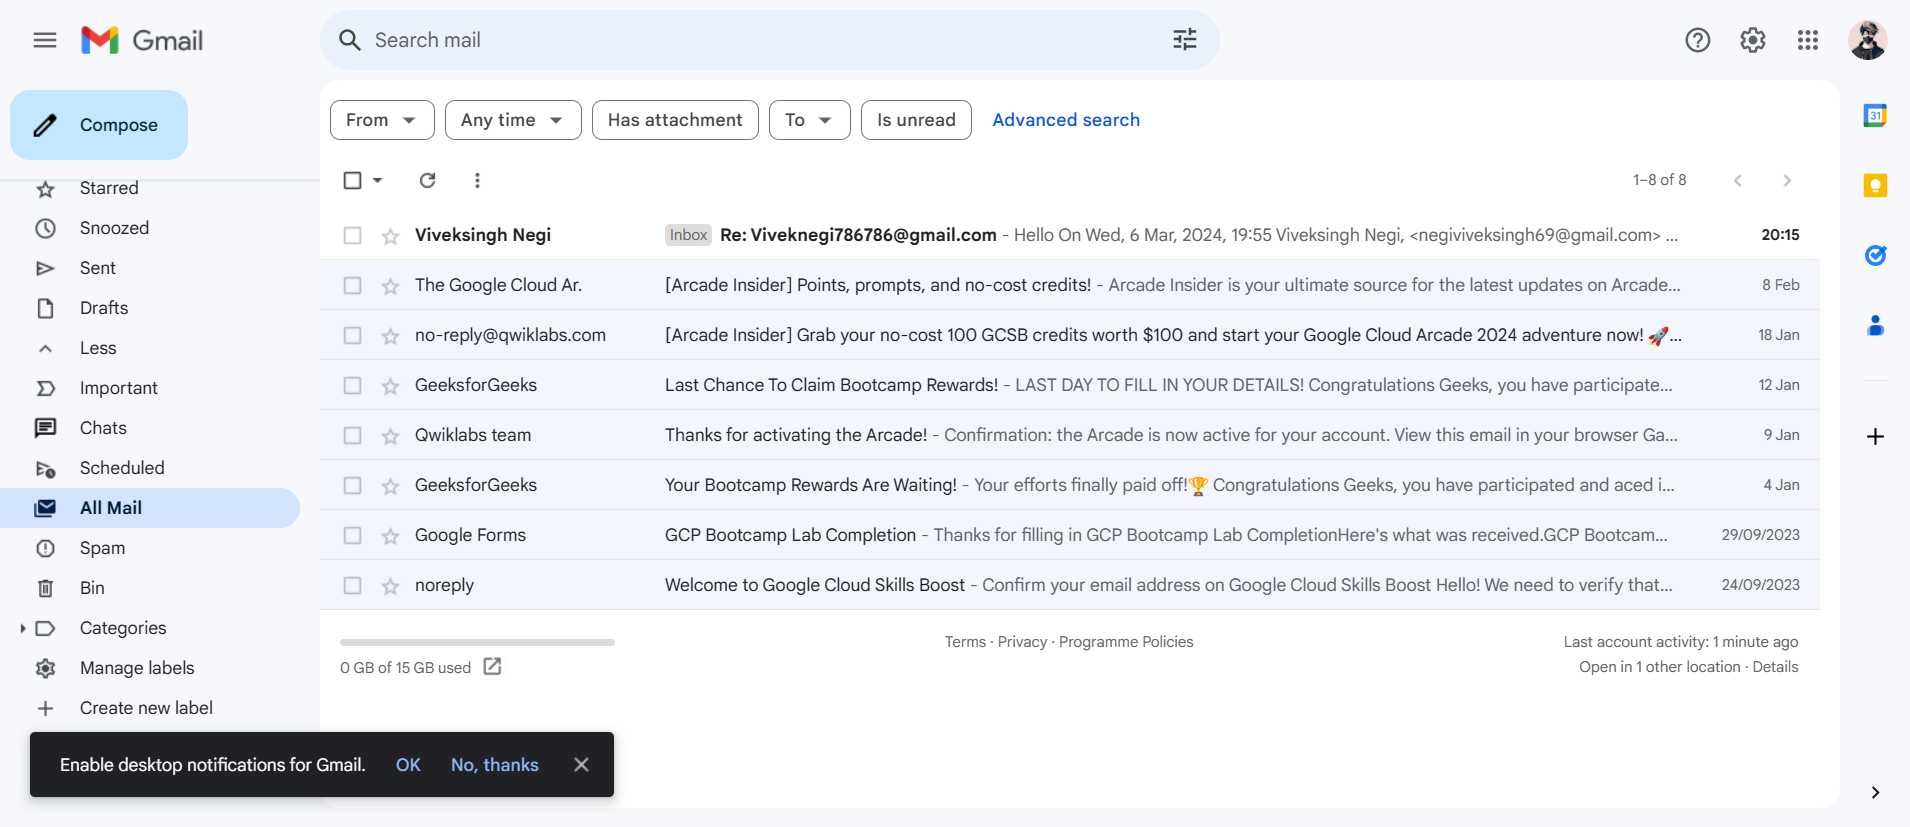 Gmail
Search mail
Compose
Starred
Snoozed
Sent
Drafts
Less
Important
Chats
Scheduled
All Mail
Spam
Bin
Categories
Manage labels
Create new label
From
Any time
Has attachment
To
Is unread
Advanced search
1–8 of 8
Viveksingh Negi Inbox Re: Viveknegi786786@gmail.com - Hello On Wed, 6 Mar, 2024, 19:55 Viveksingh Negi, <negiviveksingh69@gmail.com> ... 20:15
The Google Cloud Ar. [Arcade Insider] Points, prompts, and no-cost credits! - Arcade Insider is your ultimate source for the latest updates on Arcade... 8 Feb
no-reply@qwiklabs.com [Arcade Insider] Grab your no-cost 100 GCSB credits worth $100 and start your Google Cloud Arcade 2024 adventure now! 🚀... 18 Jan
GeeksforGeeks Last Chance To Claim Bootcamp Rewards! - LAST DAY TO FILL IN YOUR DETAILS! Congratulations Geeks, you have participate... 12 Jan
Qwiklabs team Thanks for activating the Arcade! - Confirmation: the Arcade is now active for your account. View this email in your browser Ga... 9 Jan
GeeksforGeeks Your Bootcamp Rewards Are Waiting! - Your efforts finally paid off!🏆 Congratulations Geeks, you have participated and aced i... 4 Jan
Google Forms GCP Bootcamp Lab Completion - Thanks for filling in GCP Bootcamp Lab CompletionHere's what was received.GCP Bootcam... 29/09/2023
noreply Welcome to Google Cloud Skills Boost - Confirm your email address on Google Cloud Skills Boost Hello! We need to verify that... 24/09/2023
0 GB of 15 GB used
Terms · Privacy · Programme Policies
Last account activity: 1 minute ago
Open in 1 other location · Details
Enable desktop notifications for Gmail. OK No, thanks
31